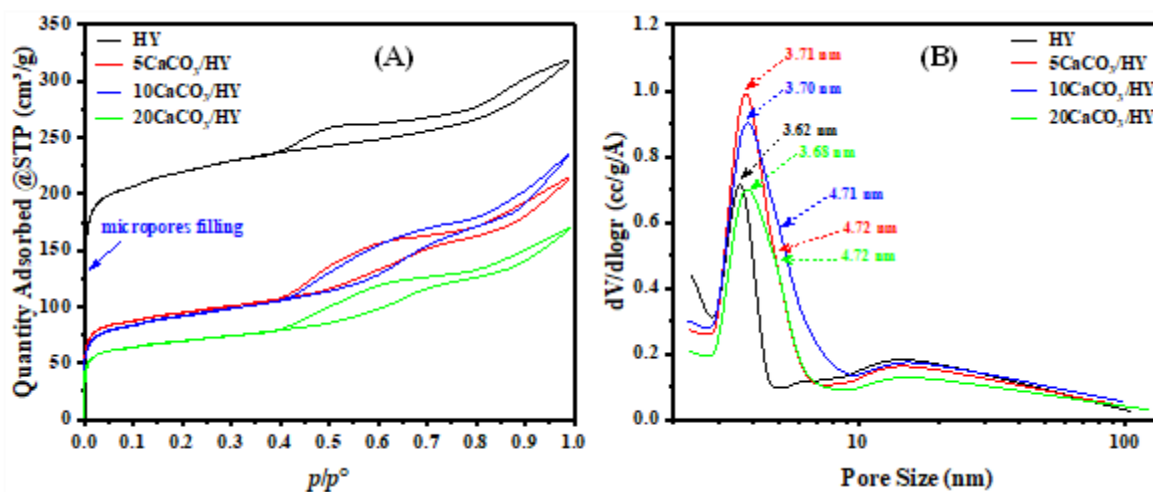 (A)
HY
5CaCO₃/HY
10CaCO₃/HY
20CaCO₃/HY
micropores filling
Quantity Adsorbed @STP (cm³/g)
350
300
250
200
150
100
50
0
0.0 0.1 0.2 0.3 0.4 0.5 0.6 0.7 0.8 0.9 1.0
p/p°
(B)
HY
5CaCO₃/HY
10CaCO₃/HY
20CaCO₃/HY
3.71 nm
3.70 nm
3.62 nm
3.68 nm
4.71 nm
4.72 nm
4.72 nm
dV/dlogr (cc/g/Å)
1.2
1.0
0.8
0.6
0.4
0.2
0.0
10 100
Pore Size (nm)